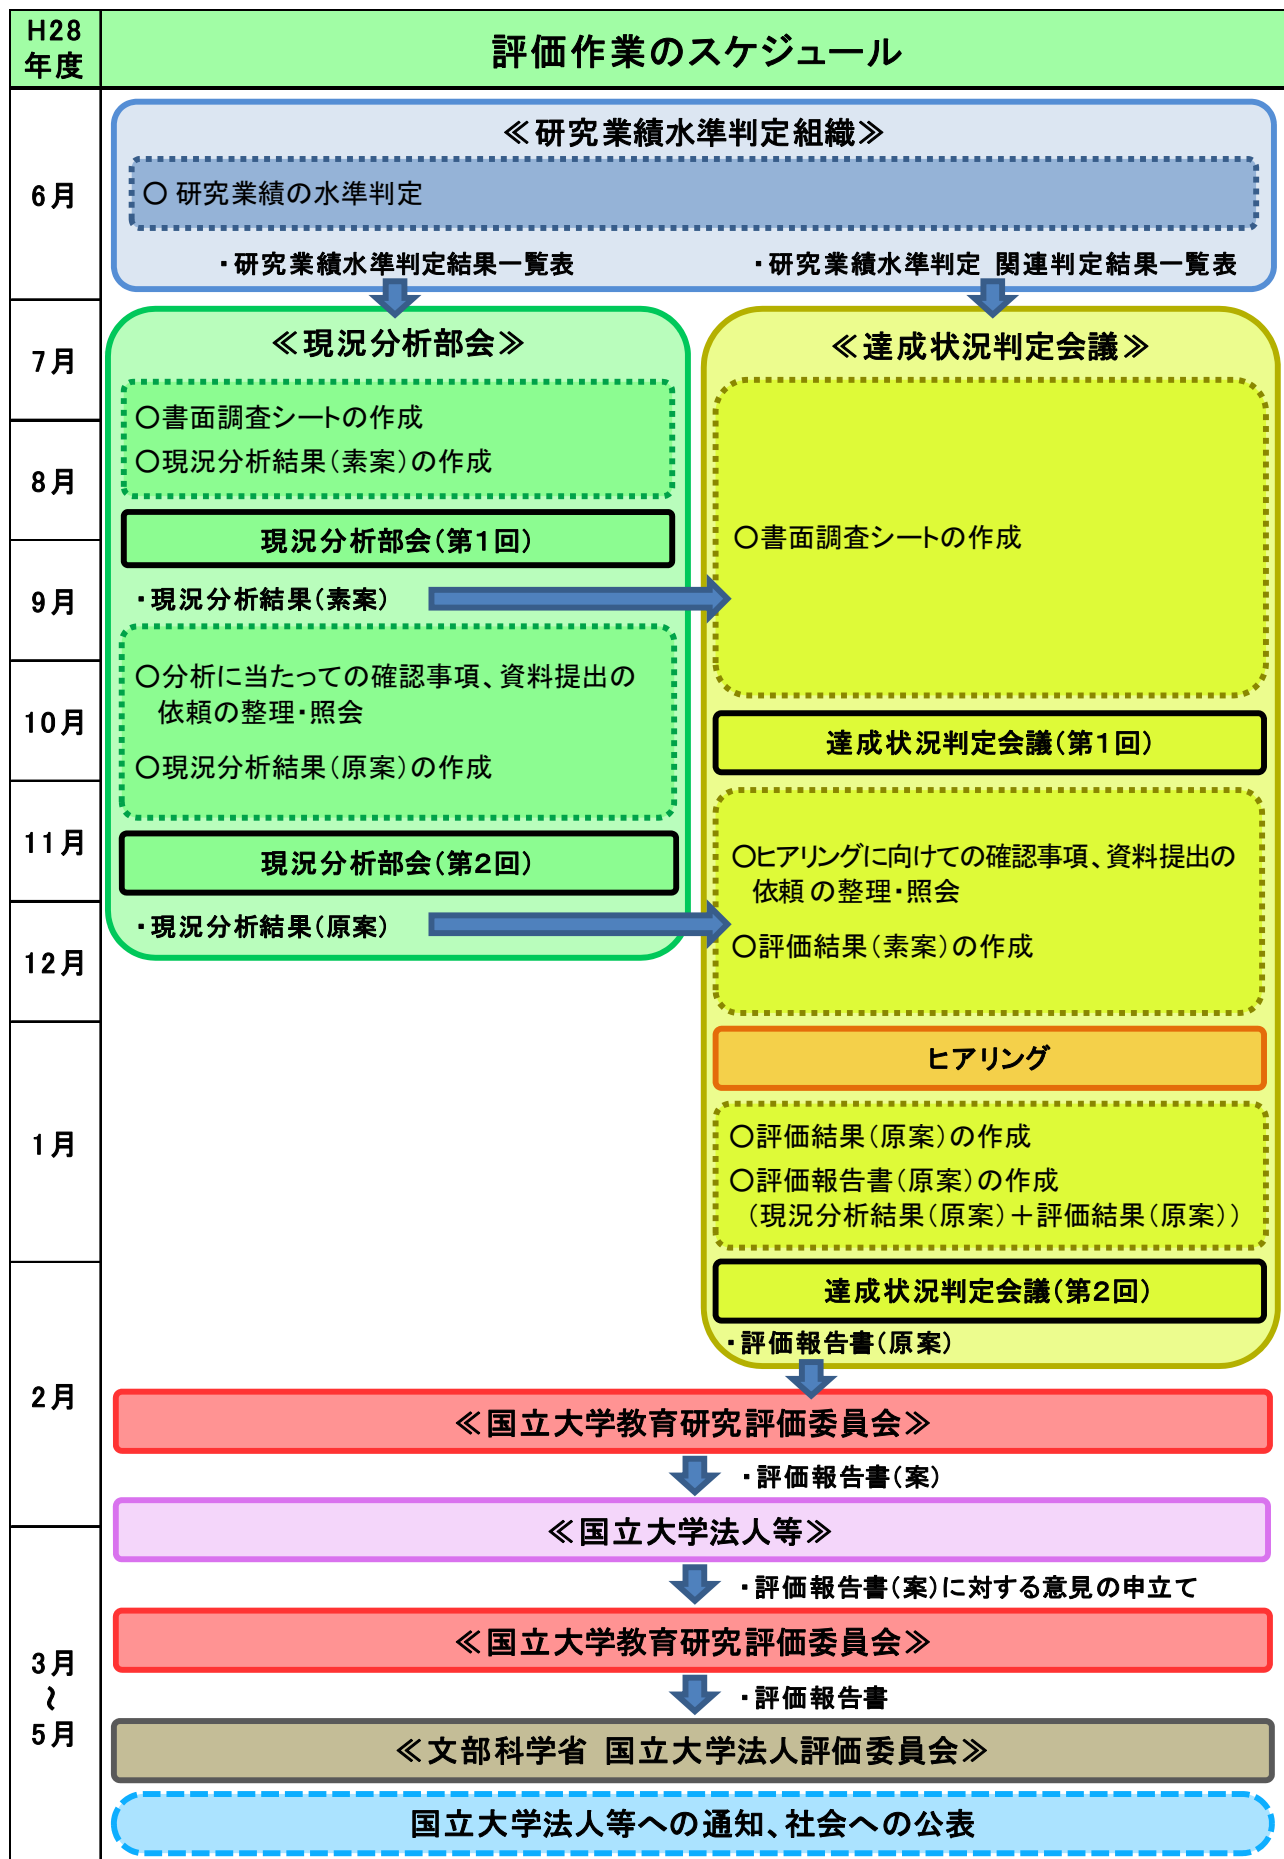 H28
年度
評価作業のスケジュール
6月
≪研究業績水準判定組織≫
○ 研究業績の水準判定
・研究業績水準判定結果一覧表
・研究業績水準判定 関連判定結果一覧表
7月
≪現況分析部会≫
○書面調査シートの作成
○現況分析結果(素案)の作成
8月
現況分析部会(第1回)
9月
・現況分析結果(素案)
○分析に当たっての確認事項、資料提出の
依頼の整理・照会
10月
○現況分析結果(原案)の作成
11月
現況分析部会(第2回)
・現況分析結果(原案)
12月
≪達成状況判定会議≫
○書面調査シートの作成
達成状況判定会議(第1回)
○ヒアリングに向けての確認事項、資料提出の
依頼の整理・照会
○評価結果(素案)の作成
ヒアリング
1月
○評価結果(原案)の作成
○評価報告書(原案)の作成
(現況分析結果(原案)＋評価結果(原案))
達成状況判定会議(第2回)
・評価報告書(原案)
2月
≪国立大学教育研究評価委員会≫
・評価報告書(案)
≪国立大学法人等≫
・評価報告書(案)に対する意見の申立て
3月
～
5月
≪国立大学教育研究評価委員会≫
・評価報告書
≪文部科学省 国立大学法人評価委員会≫
国立大学法人等への通知、社会への公表